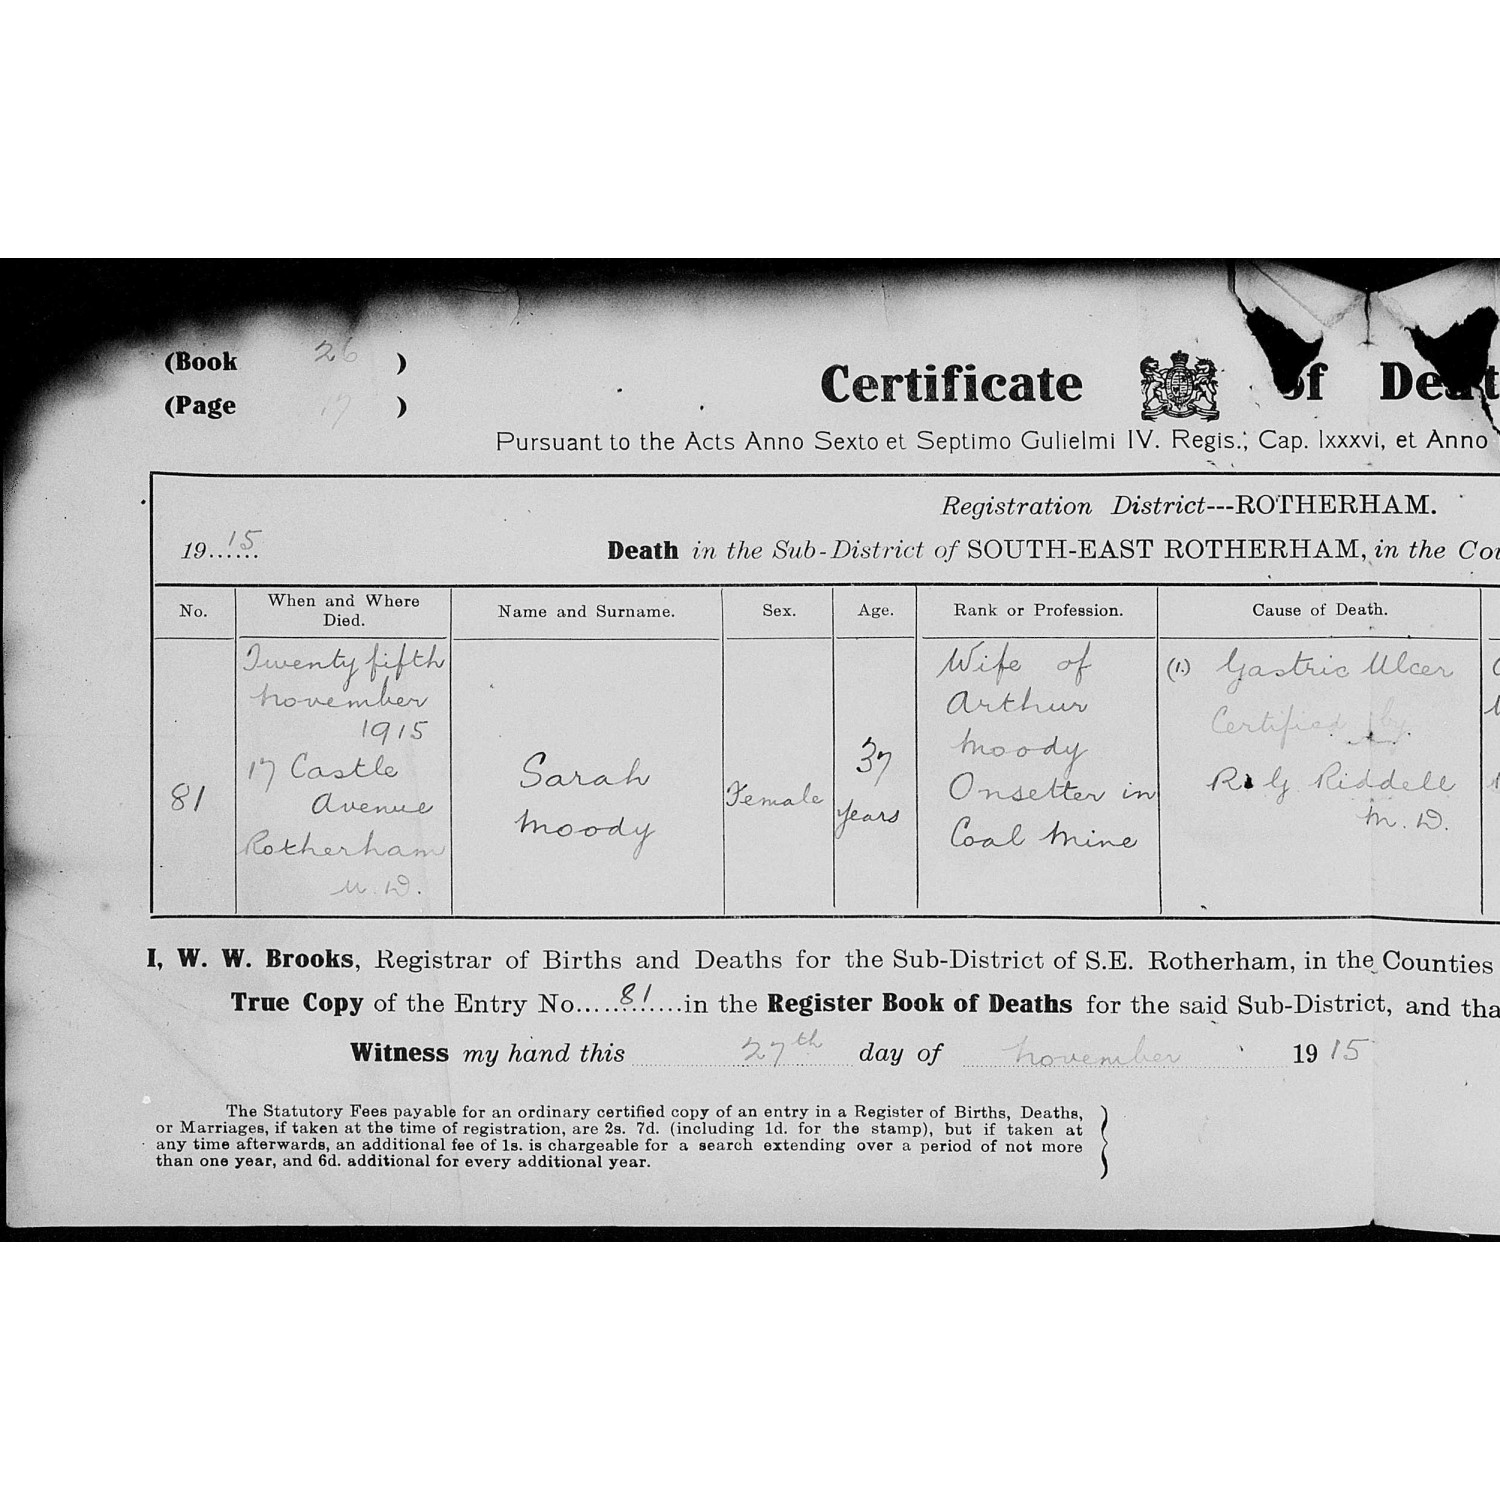 (Book 26 )
(Page 17 )
Certificate of Deat
Pursuant to the Acts Anno Sexto et Septimo Gulielmi IV. Regis., Cap. lxxxvi, et Anno
Registration District---ROTHERHAM.
1915
Death in the Sub-District of SOUTH-EAST ROTHERHAM, in the Cou
No.
When and Where Died.
Name and Surname.
Sex.
Age.
Rank or Profession.
Cause of Death.
81
Twenty fifth
November
1915
17 Castle
Avenue
Rotherham
U.D.
Sarah
Moody
Female
37
years
Wife of
Arthur
Moody
Onsetter in
Coal Mine
(1.) Gastric Ulcer
Certified by
R. G Riddell
M.D.
I, W. W. Brooks, Registrar of Births and Deaths for the Sub-District of S.E. Rotherham, in the Counties
True Copy of the Entry No....81....in the Register Book of Deaths for the said Sub-District, and tha
Witness my hand this 27th day of November 1915
The Statutory Fees payable for an ordinary certified copy of an entry in a Register of Births, Deaths,
or Marriages, if taken at the time of registration, are 2s. 7d. (including 1d. for the stamp), but if taken at
any time afterwards, an additional fee of 1s. is chargeable for a search extending over a period of not more
than one year, and 6d. additional for every additional year.